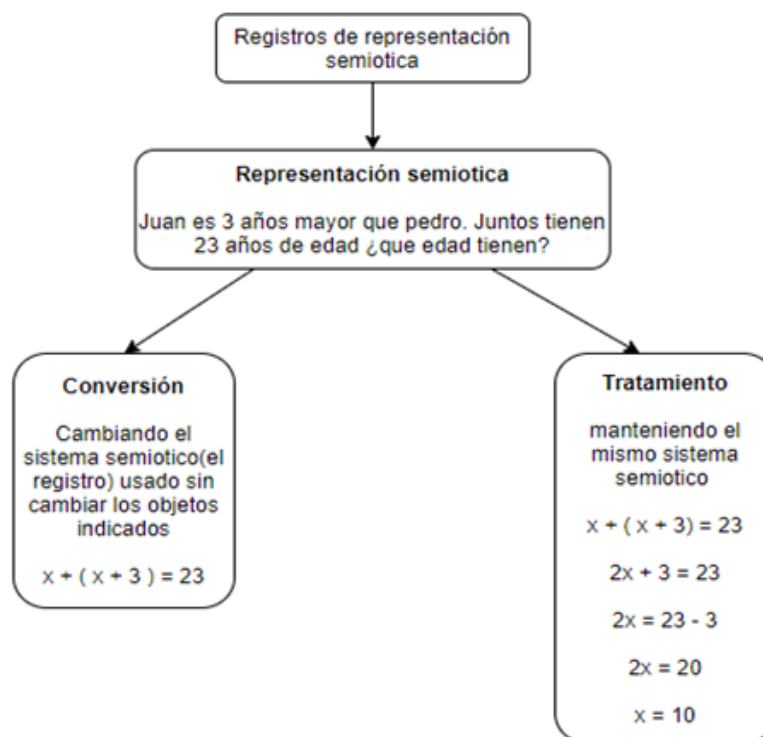 Registros de representación
semiotica
Representación semiotica
Juan es 3 años mayor que pedro. Juntos tienen
23 años de edad ¿que edad tienen?
Conversión
Cambiando el
sistema semiotico(el
registro) usado sin
cambiar los objetos
indicados
x + ( x + 3 ) = 23
Tratamiento
manteniendo el
mismo sistema
semiotico
x + ( x + 3) = 23
2x + 3 = 23
2x = 23 - 3
2x = 20
x = 10